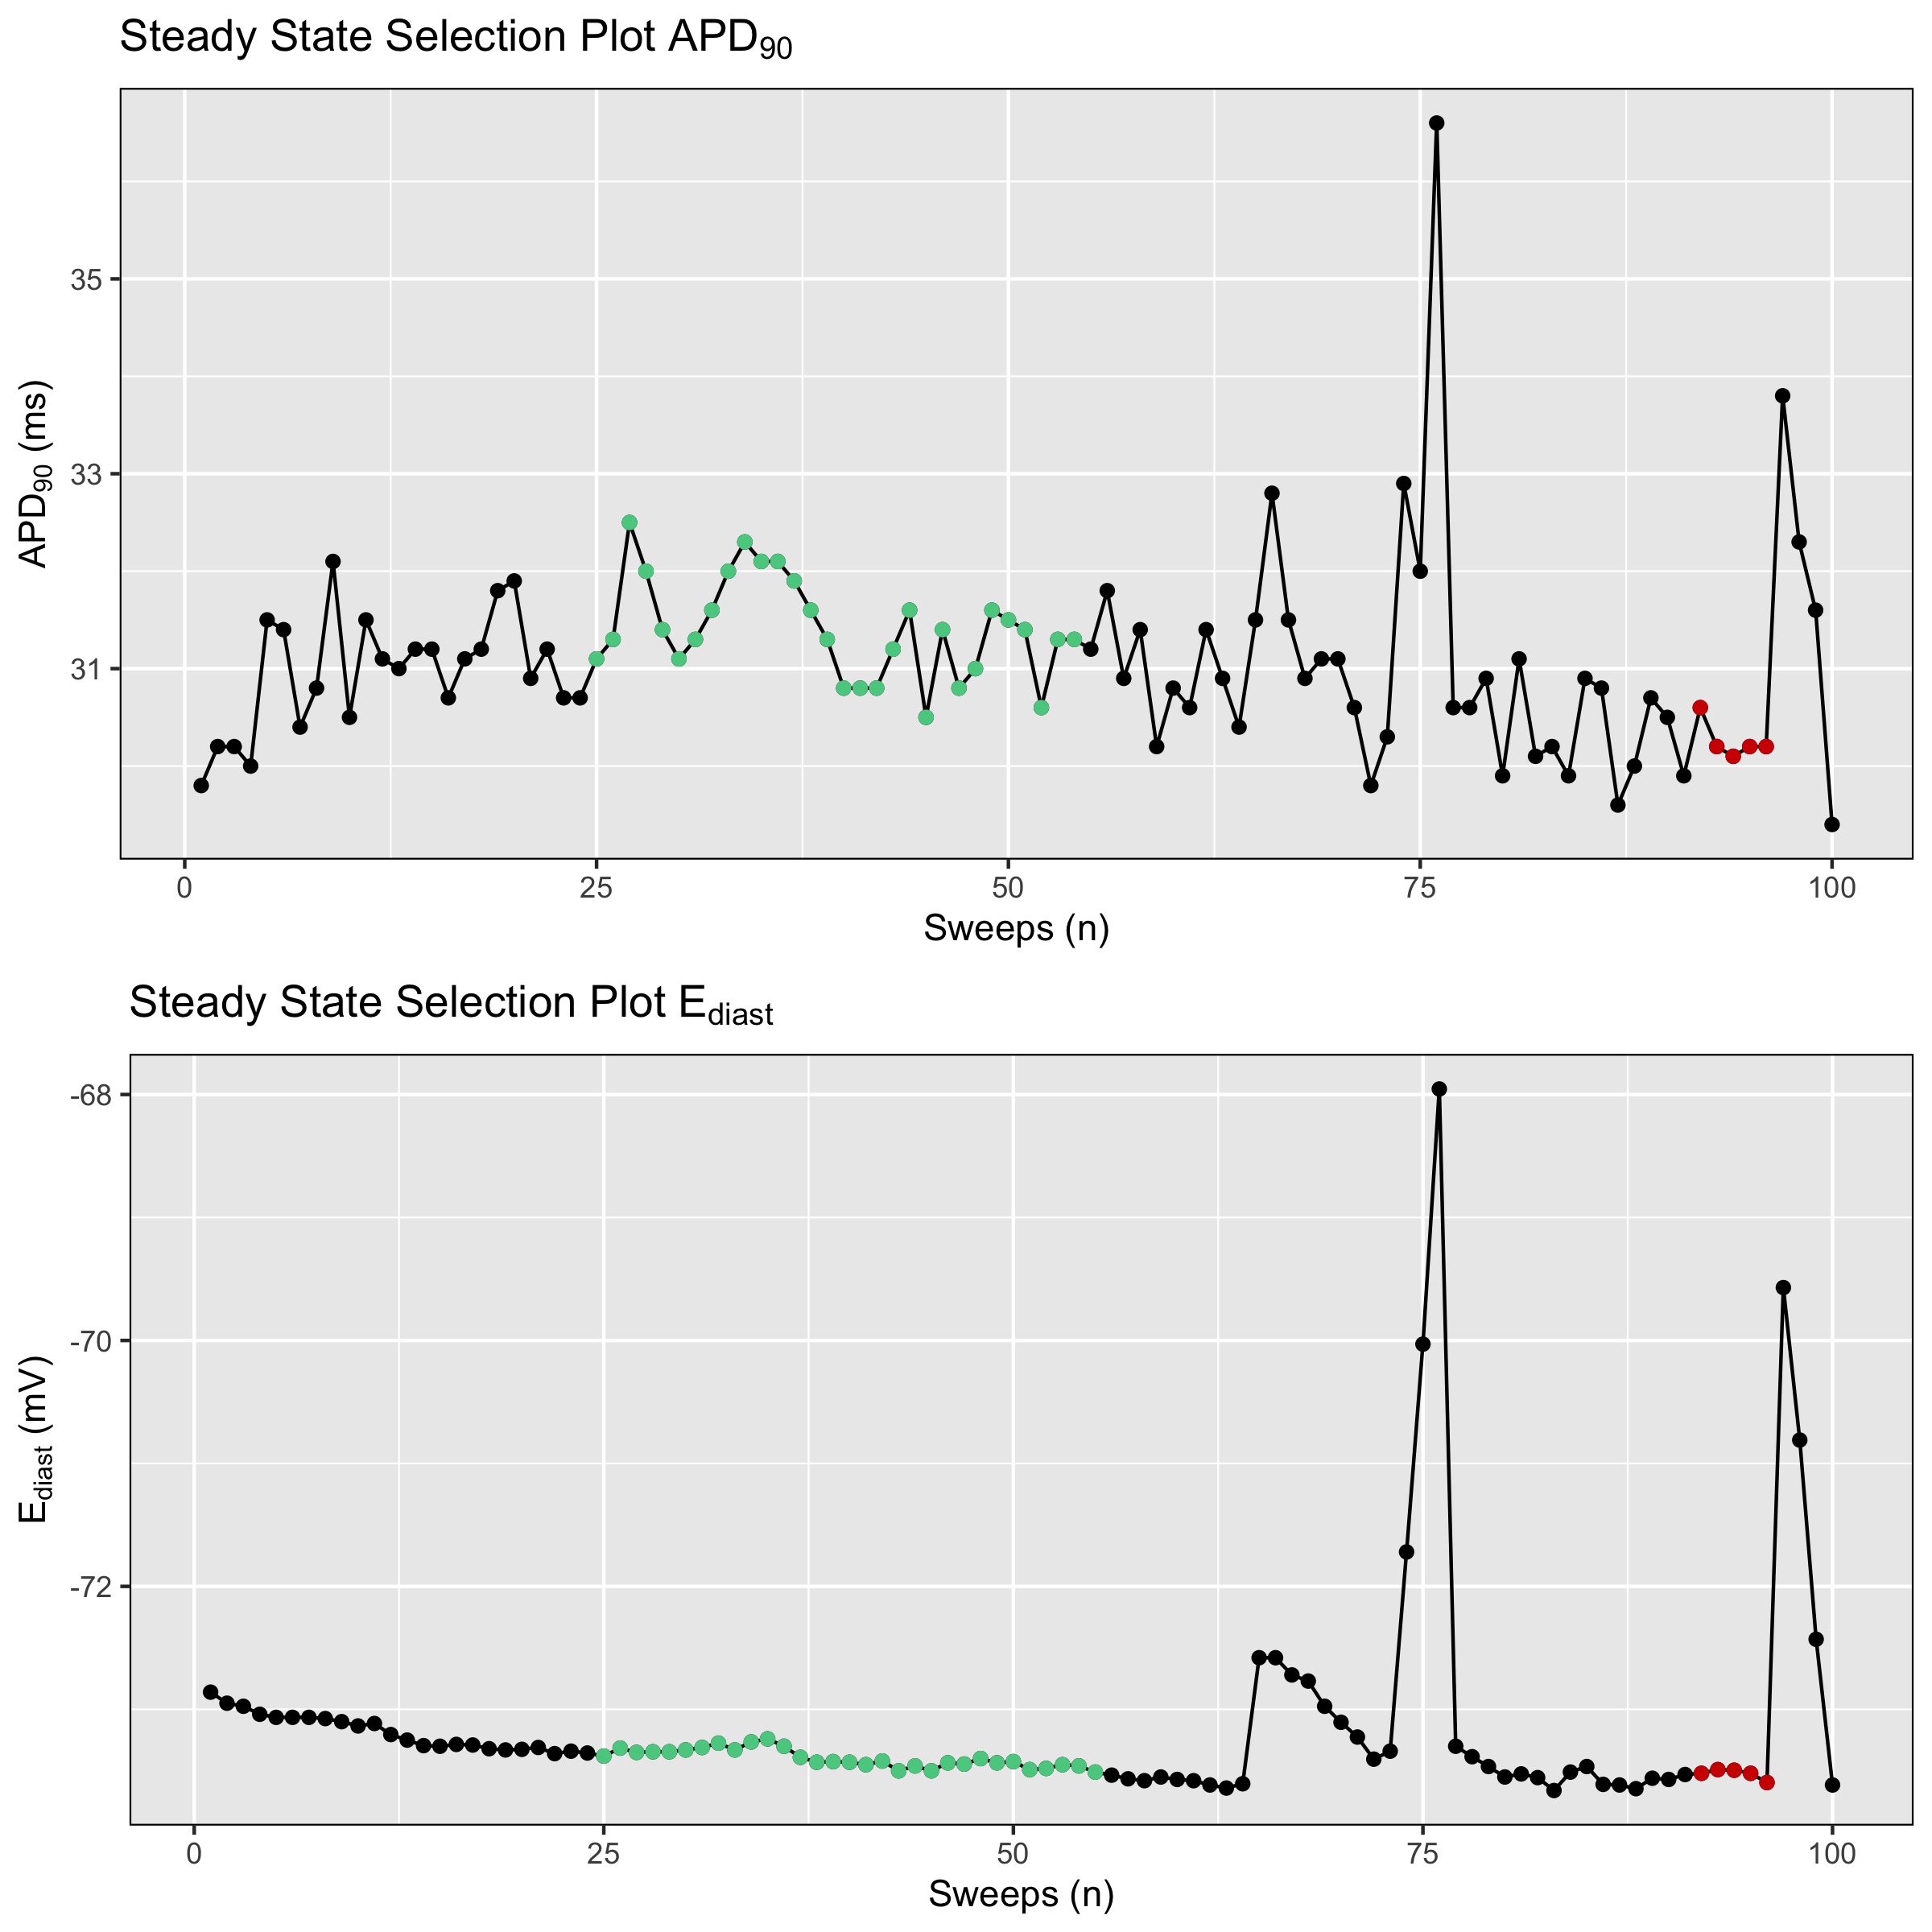 Steady State Selection Plot APD90
APD90 (ms)
35
33
31
0 25 50 75 100
Sweeps (n)
Steady State Selection Plot Ediast
Ediast (mV)
-68
-70
-72
0 25 50 75 100
Sweeps (n)